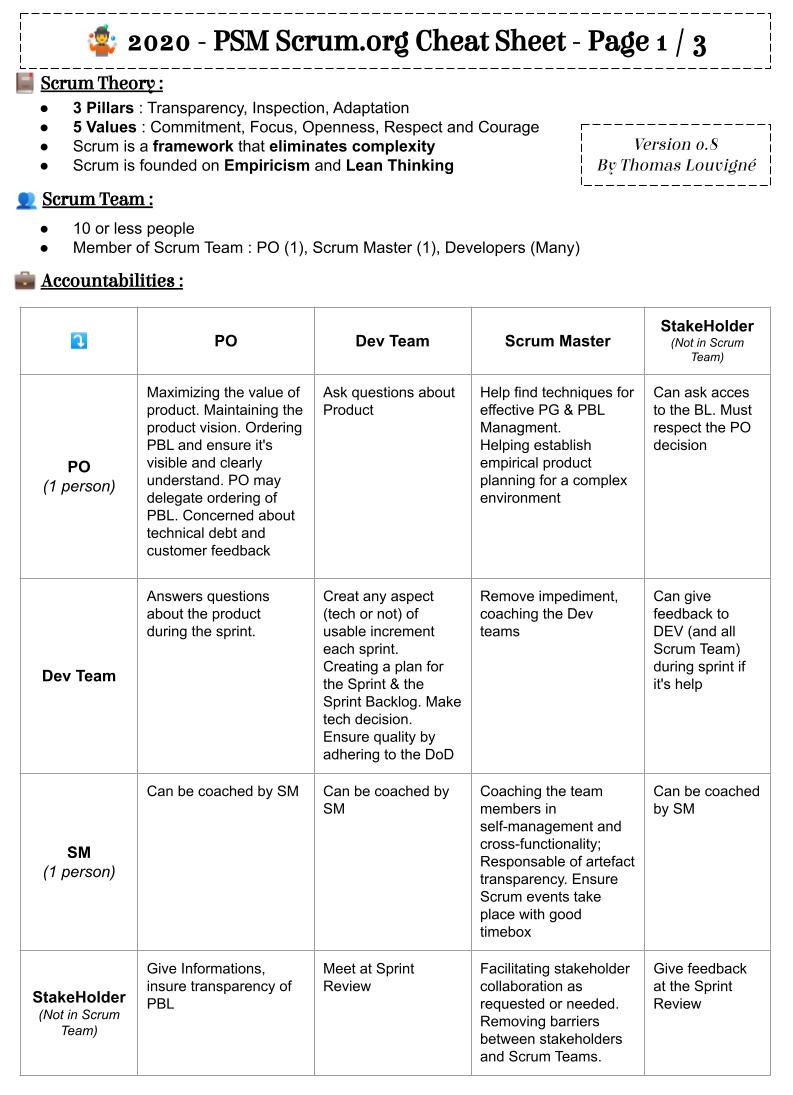 2020 - PSM Scrum.org Cheat Sheet - Page 1 / 3
Scrum Theory :
● 3 Pillars : Transparency, Inspection, Adaptation
● 5 Values : Commitment, Focus, Openness, Respect and Courage
● Scrum is a framework that eliminates complexity
● Scrum is founded on Empiricism and Lean Thinking
Version 0.8
By Thomas Louvigné
Scrum Team :
● 10 or less people
● Member of Scrum Team : PO (1), Scrum Master (1), Developers (Many)
Accountabilities :
PO
Dev Team
Scrum Master
StakeHolder
(Not in Scrum
Team)
PO
(1 person)
Maximizing the value of
product. Maintaining the
product vision. Ordering
PBL and ensure it's
visible and clearly
understand. PO may
delegate ordering of
PBL. Concerned about
technical debt and
customer feedback
Ask questions about
Product
Help find techniques for
effective PG & PBL
Managment.
Helping establish
empirical product
planning for a complex
environment
Can ask acces
to the BL. Must
respect the PO
decision
Dev Team
Answers questions
about the product
during the sprint.
Creat any aspect
(tech or not) of
usable increment
each sprint.
Creating a plan for
the Sprint & the
Sprint Backlog. Make
tech decision.
Ensure quality by
adhering to the DoD
Remove impediment,
coaching the Dev
teams
Can give
feedback to
DEV (and all
Scrum Team)
during sprint if
it's help
SM
(1 person)
Can be coached by SM
Can be coached by
SM
Coaching the team
members in
self-management and
cross-functionality;
Responsable of artefact
transparency. Ensure
Scrum events take
place with good
timebox
Can be coached
by SM
StakeHolder
(Not in Scrum
Team)
Give Informations,
insure transparency of
PBL
Meet at Sprint
Review
Facilitating stakeholder
collaboration as
requested or needed.
Removing barriers
between stakeholders
and Scrum Teams.
Give feedback
at the Sprint
Review